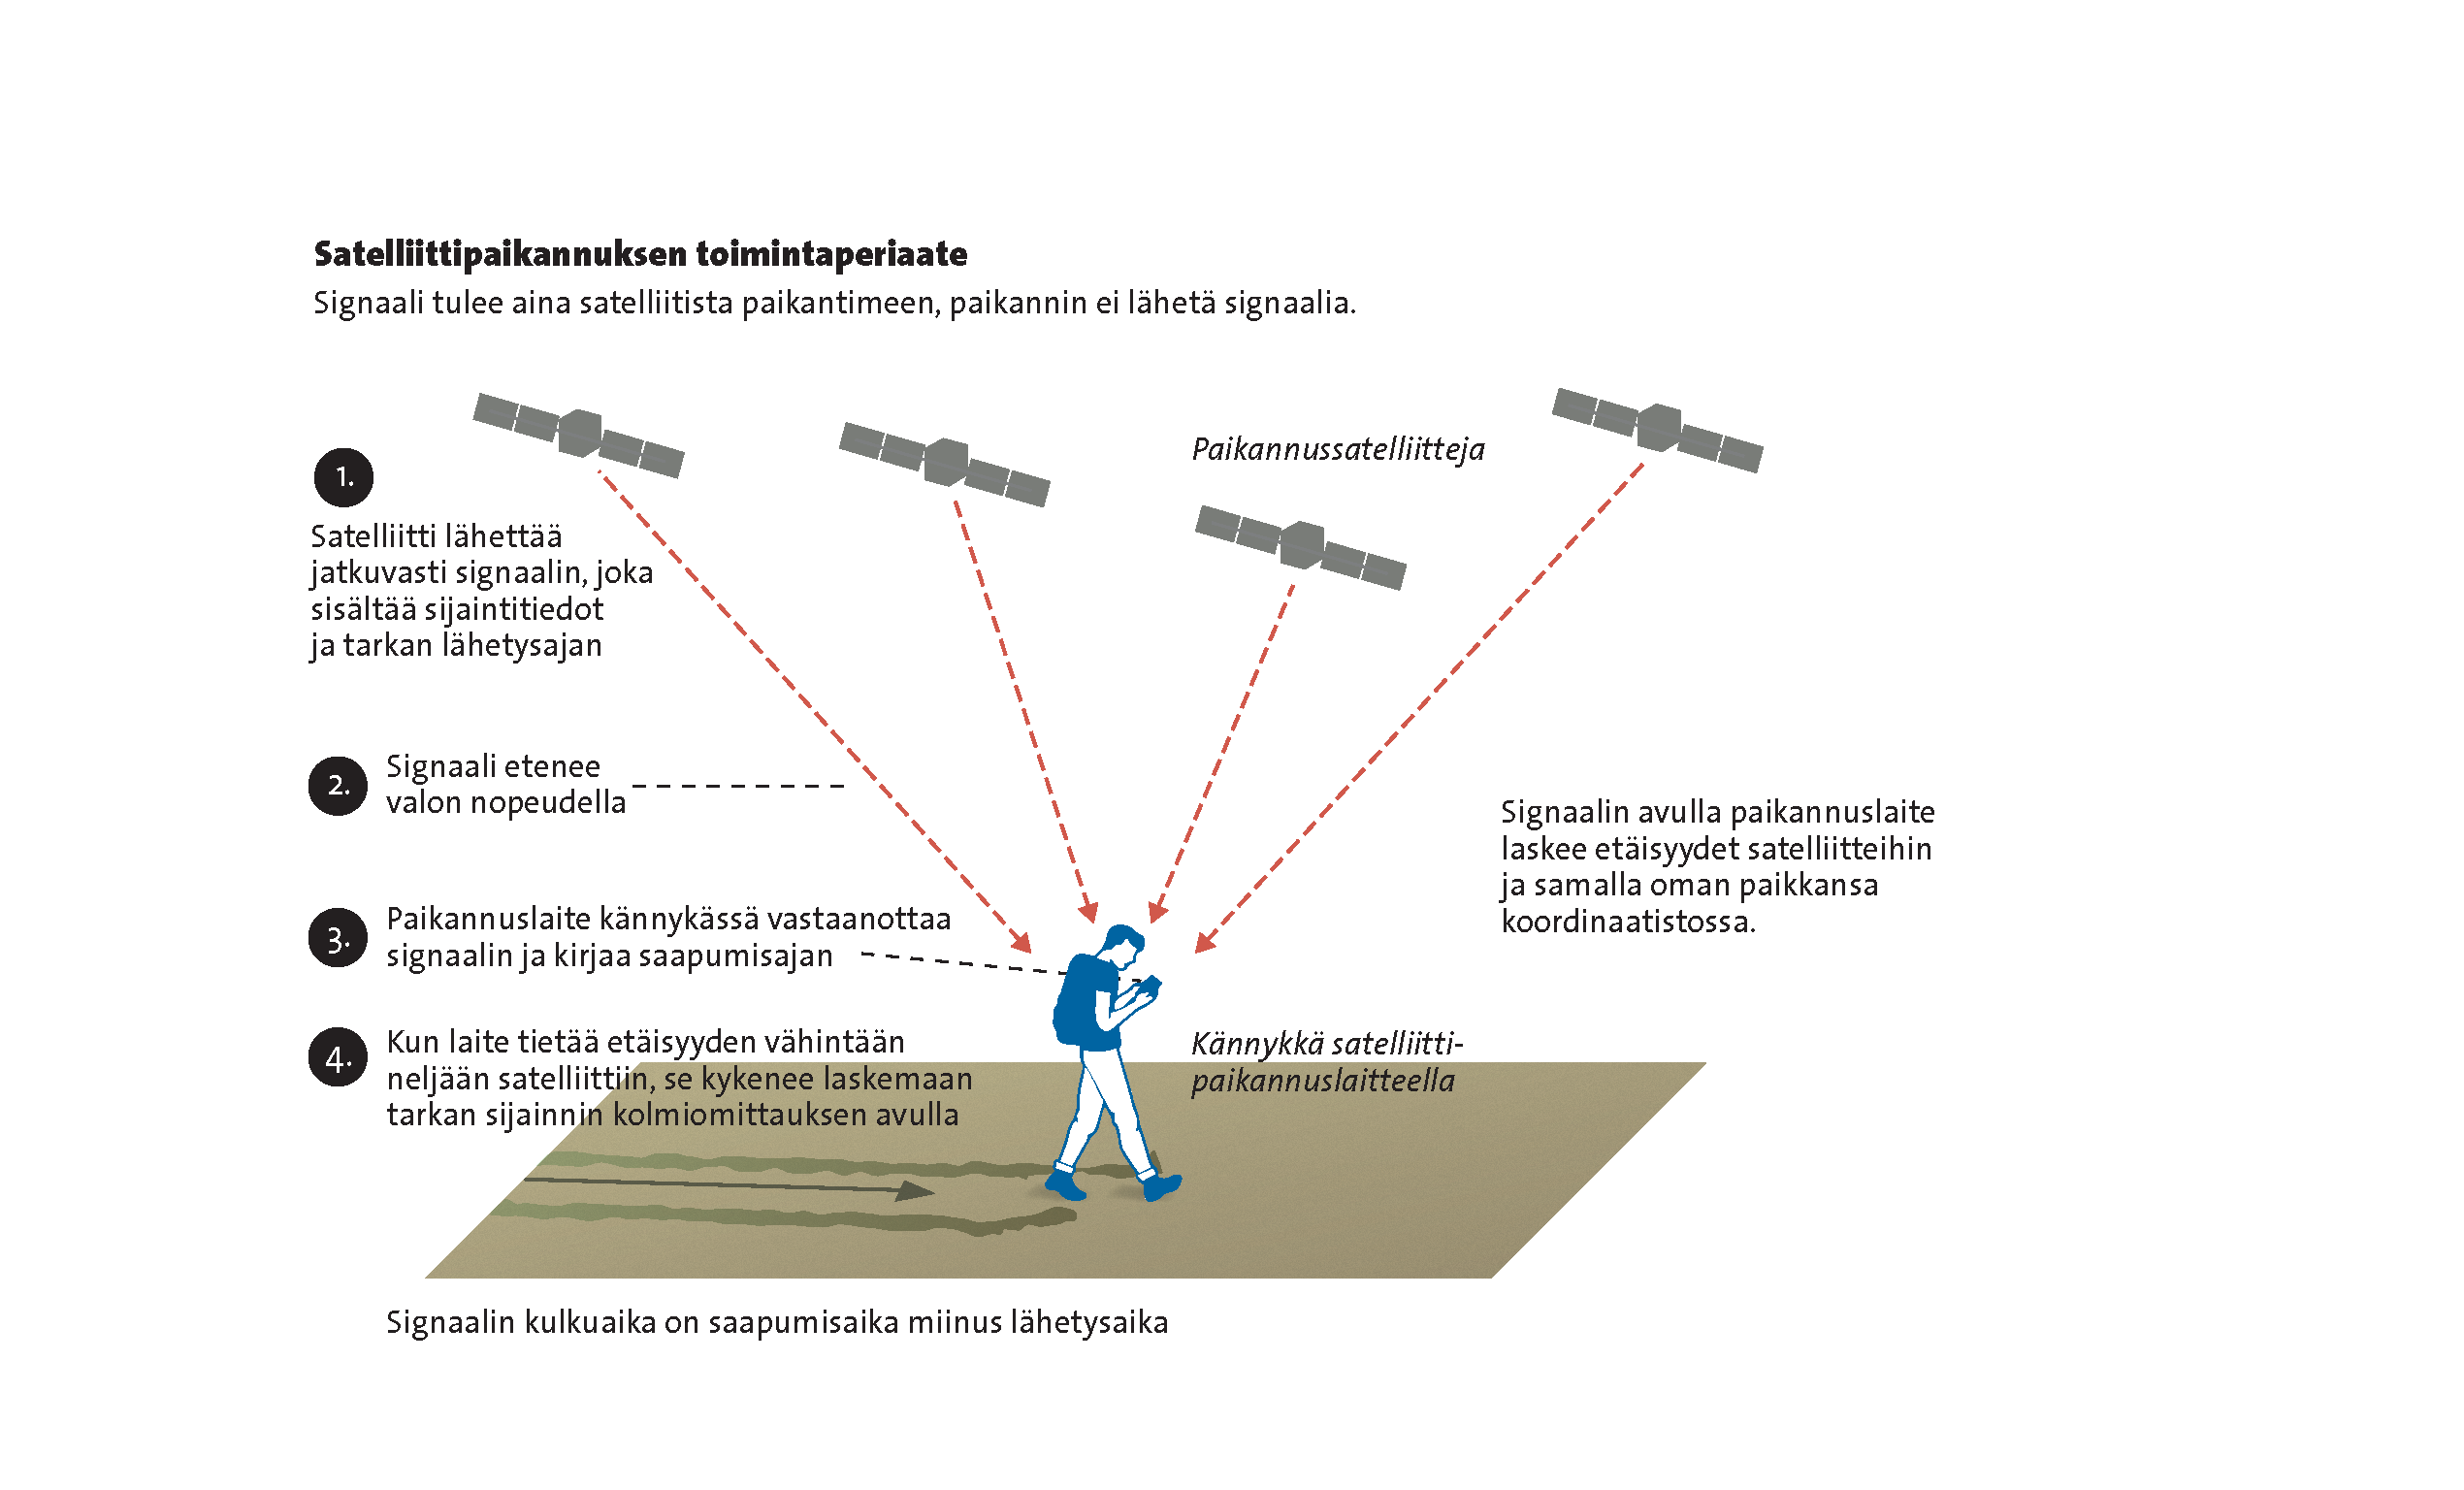 Satelliittipaikannuksen toimintaperiaate
Signaali tulee aina satelliitista paikantimeen, paikannin ei lähetä signaalia.
Paikannussatelliitteja
1.
Satelliitti lähettää
jatkuvasti signaalin, joka
sisältää sijaintitiedot
ja tarkan lähetysajan
2.
Signaali etenee
valon nopeudella
Signaalin avulla paikannuslaite
laskee etäisyydet satelliitteihin
ja samalla oman paikkansa
koordinaatistossa.
3.
Paikannuslaite kännykässä vastaanottaa
signaalin ja kirjaa saapumisajan
4.
Kun laite tietää etäisyyden vähintään
neljään satelliittiin, se kykenee laskemaan
tarkan sijainnin kolmiomittauksen avulla
Kännykkä satelliitti-
paikannuslaitteella
Signaalin kulkuaika on saapumisaika miinus lähetysaika